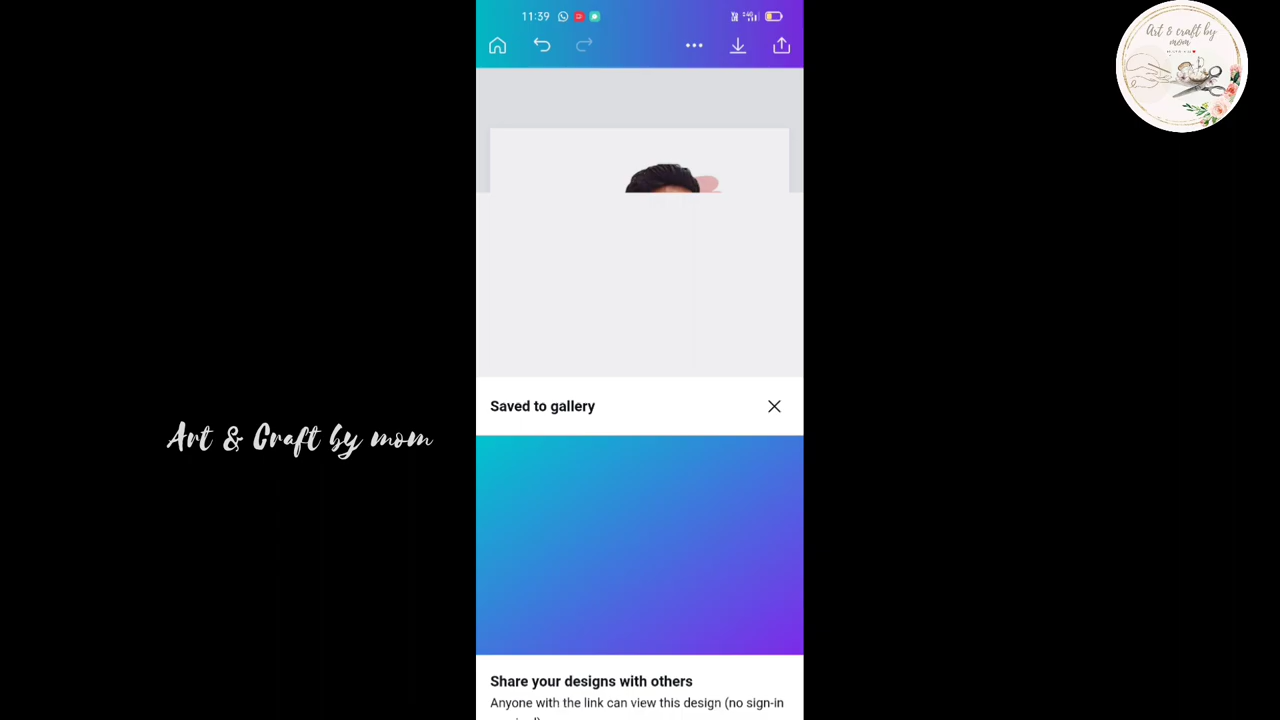 11:39
Art & craft by
mom
Saved to gallery
Art & Craft by mom
Share your designs with others
Anyone with the link can view this design (no sign-in